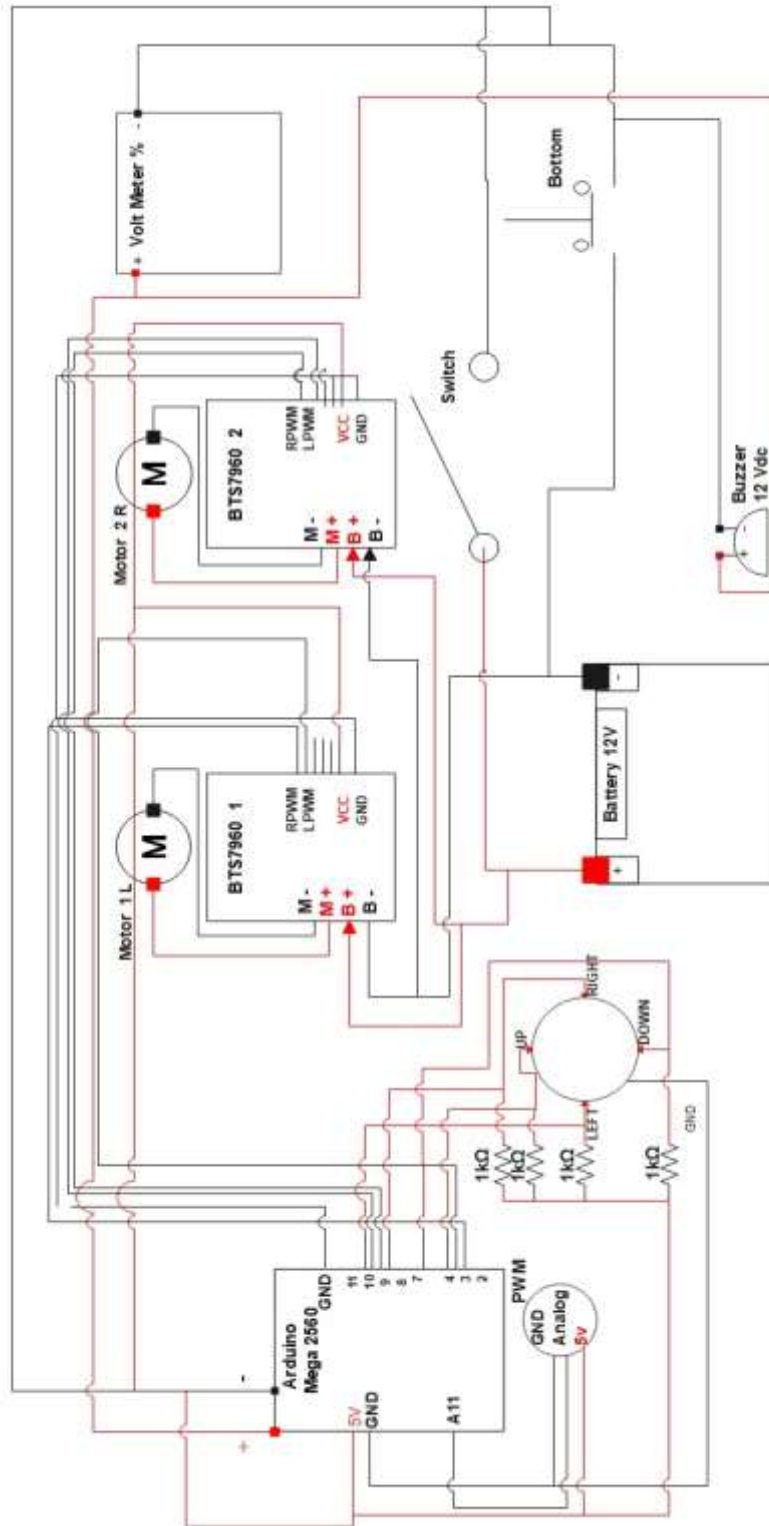 + Volt Meter % -
Bottom
Switch
Motor 2 R
M
BTS7960 2
RPWM
LPWM
VCC
GND
M -
M +
B +
B -
Buzzer
12 Vdc
+ -
Motor 1 L
M
BTS7960 1
RPWM
LPWM
VCC
GND
M -
M +
B +
B -
Battery 12V
+ -
UP
RIGHT
LEFT
DOWN
GND
1kΩ
1kΩ
1kΩ
1kΩ
+ -
Arduino
Mega 2560
GND
11
10
9
8
7
4
3
2
PWM
5V
GND
A11
GND
Analog
5v